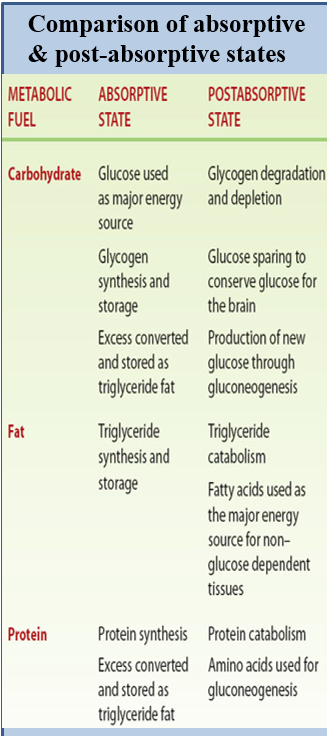 Comparison of absorptive
& post-absorptive states
METABOLIC
FUEL
ABSORPTIVE
STATE
POSTABSORPTIVE
STATE
Carbohydrate
Glucose used
as major energy
source
Glycogen degradation
and depletion
Glycogen
synthesis and
storage
Glucose sparing to
conserve glucose for
the brain
Excess converted
and stored as
triglyceride fat
Production of new
glucose through
gluconeogenesis
Fat
Triglyceride
synthesis and
storage
Triglyceride
catabolism
Fatty acids used as
the major energy
source for non–
glucose dependent
tissues
Protein
Protein synthesis
Protein catabolism
Excess converted
and stored as
triglyceride fat
Amino acids used for
gluconeogenesis